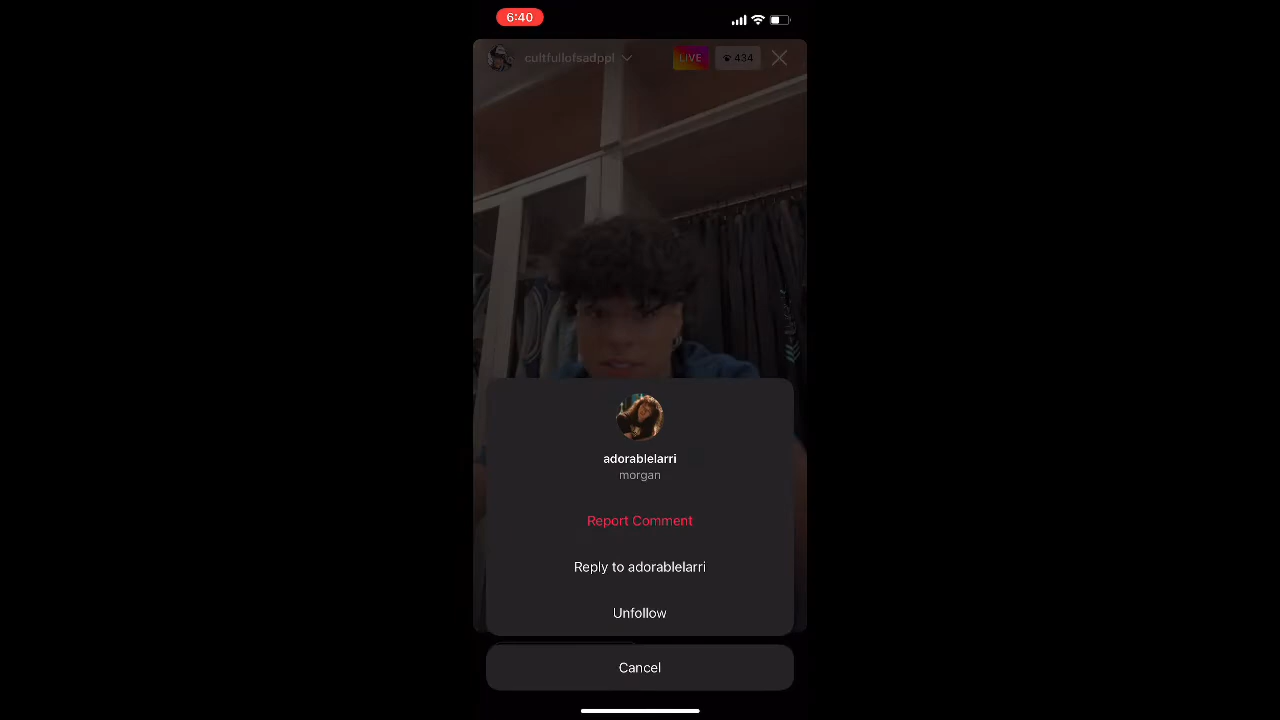 6:40
cultfullofsadppl
LIVE
434
adorablelarri
morgan
Report Comment
Reply to adorablelarri
Unfollow
Cancel